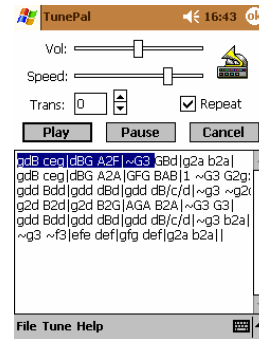 TunePal 16:43 ok
Vol:
Speed:
Trans: 0 Repeat
Play Pause Cancel
gdB ceg|dBG A2F|~G3 GBd|g2a b2a|
gdB ceg|dBG A2A|GFG BAB|1 ~G3 G2g:
gdd Bdd|gdd dBd|gdd dB/c/d|~g3 ~g2
g2d B2d|g2d B2G|AGA B2A|~G3 G3|
gdd Bdd|gdd dBd|gdd dB/c/d|~g3 b2a|
~g3 ~f3|efe def|gfg def|g2a b2a||
File Tune Help